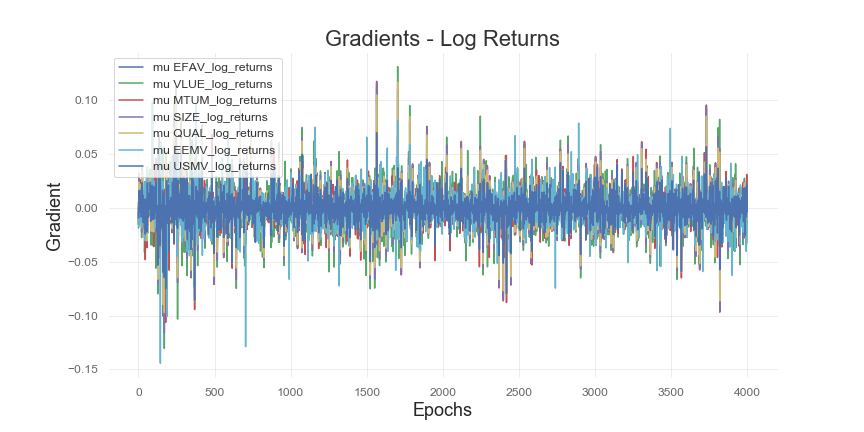 Gradients - Log Returns
mu EFAV_log_returns
mu VLUE_log_returns
mu MTUM_log_returns
mu SIZE_log_returns
mu QUAL_log_returns
mu EEMV_log_returns
mu USMV_log_returns
0.10
0.05
0.00
−0.05
−0.10
−0.15
Gradient
0 500 1000 1500 2000 2500 3000 3500 4000
Epochs